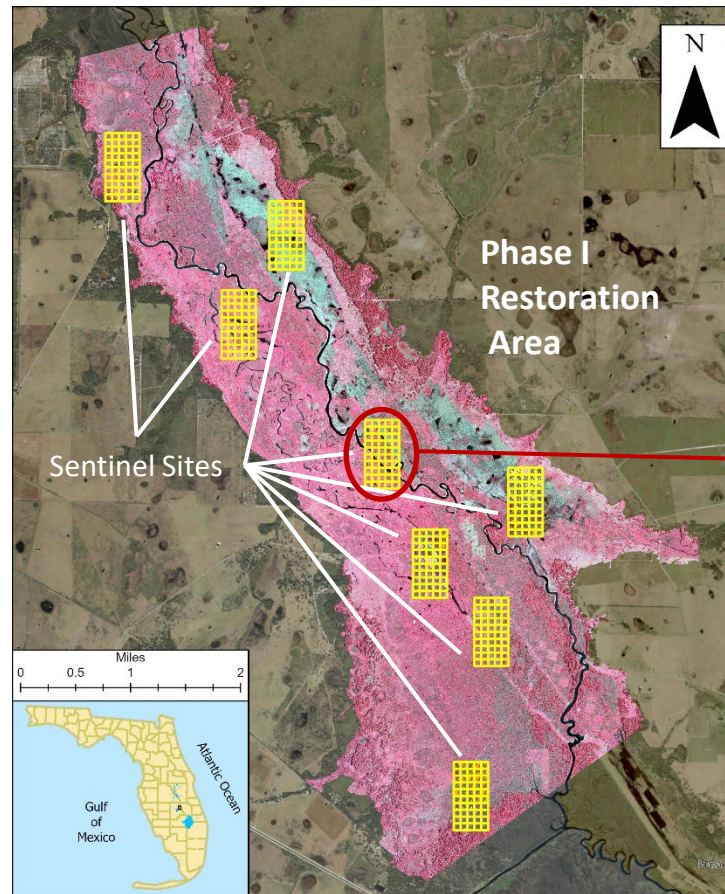 N
Phase I
Restoration
Area
Sentinel Sites
Miles
0 0.5 1 2
Atlantic Ocean
Gulf
of
Mexico